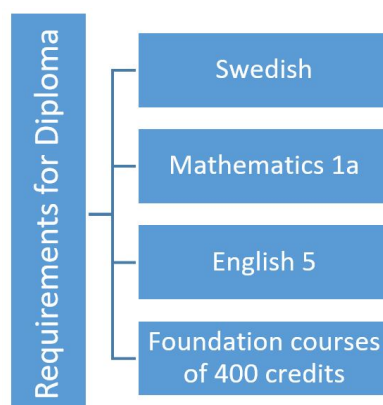 Requirements for Diploma
Swedish
Mathematics 1a
English 5
Foundation courses
of 400 credits